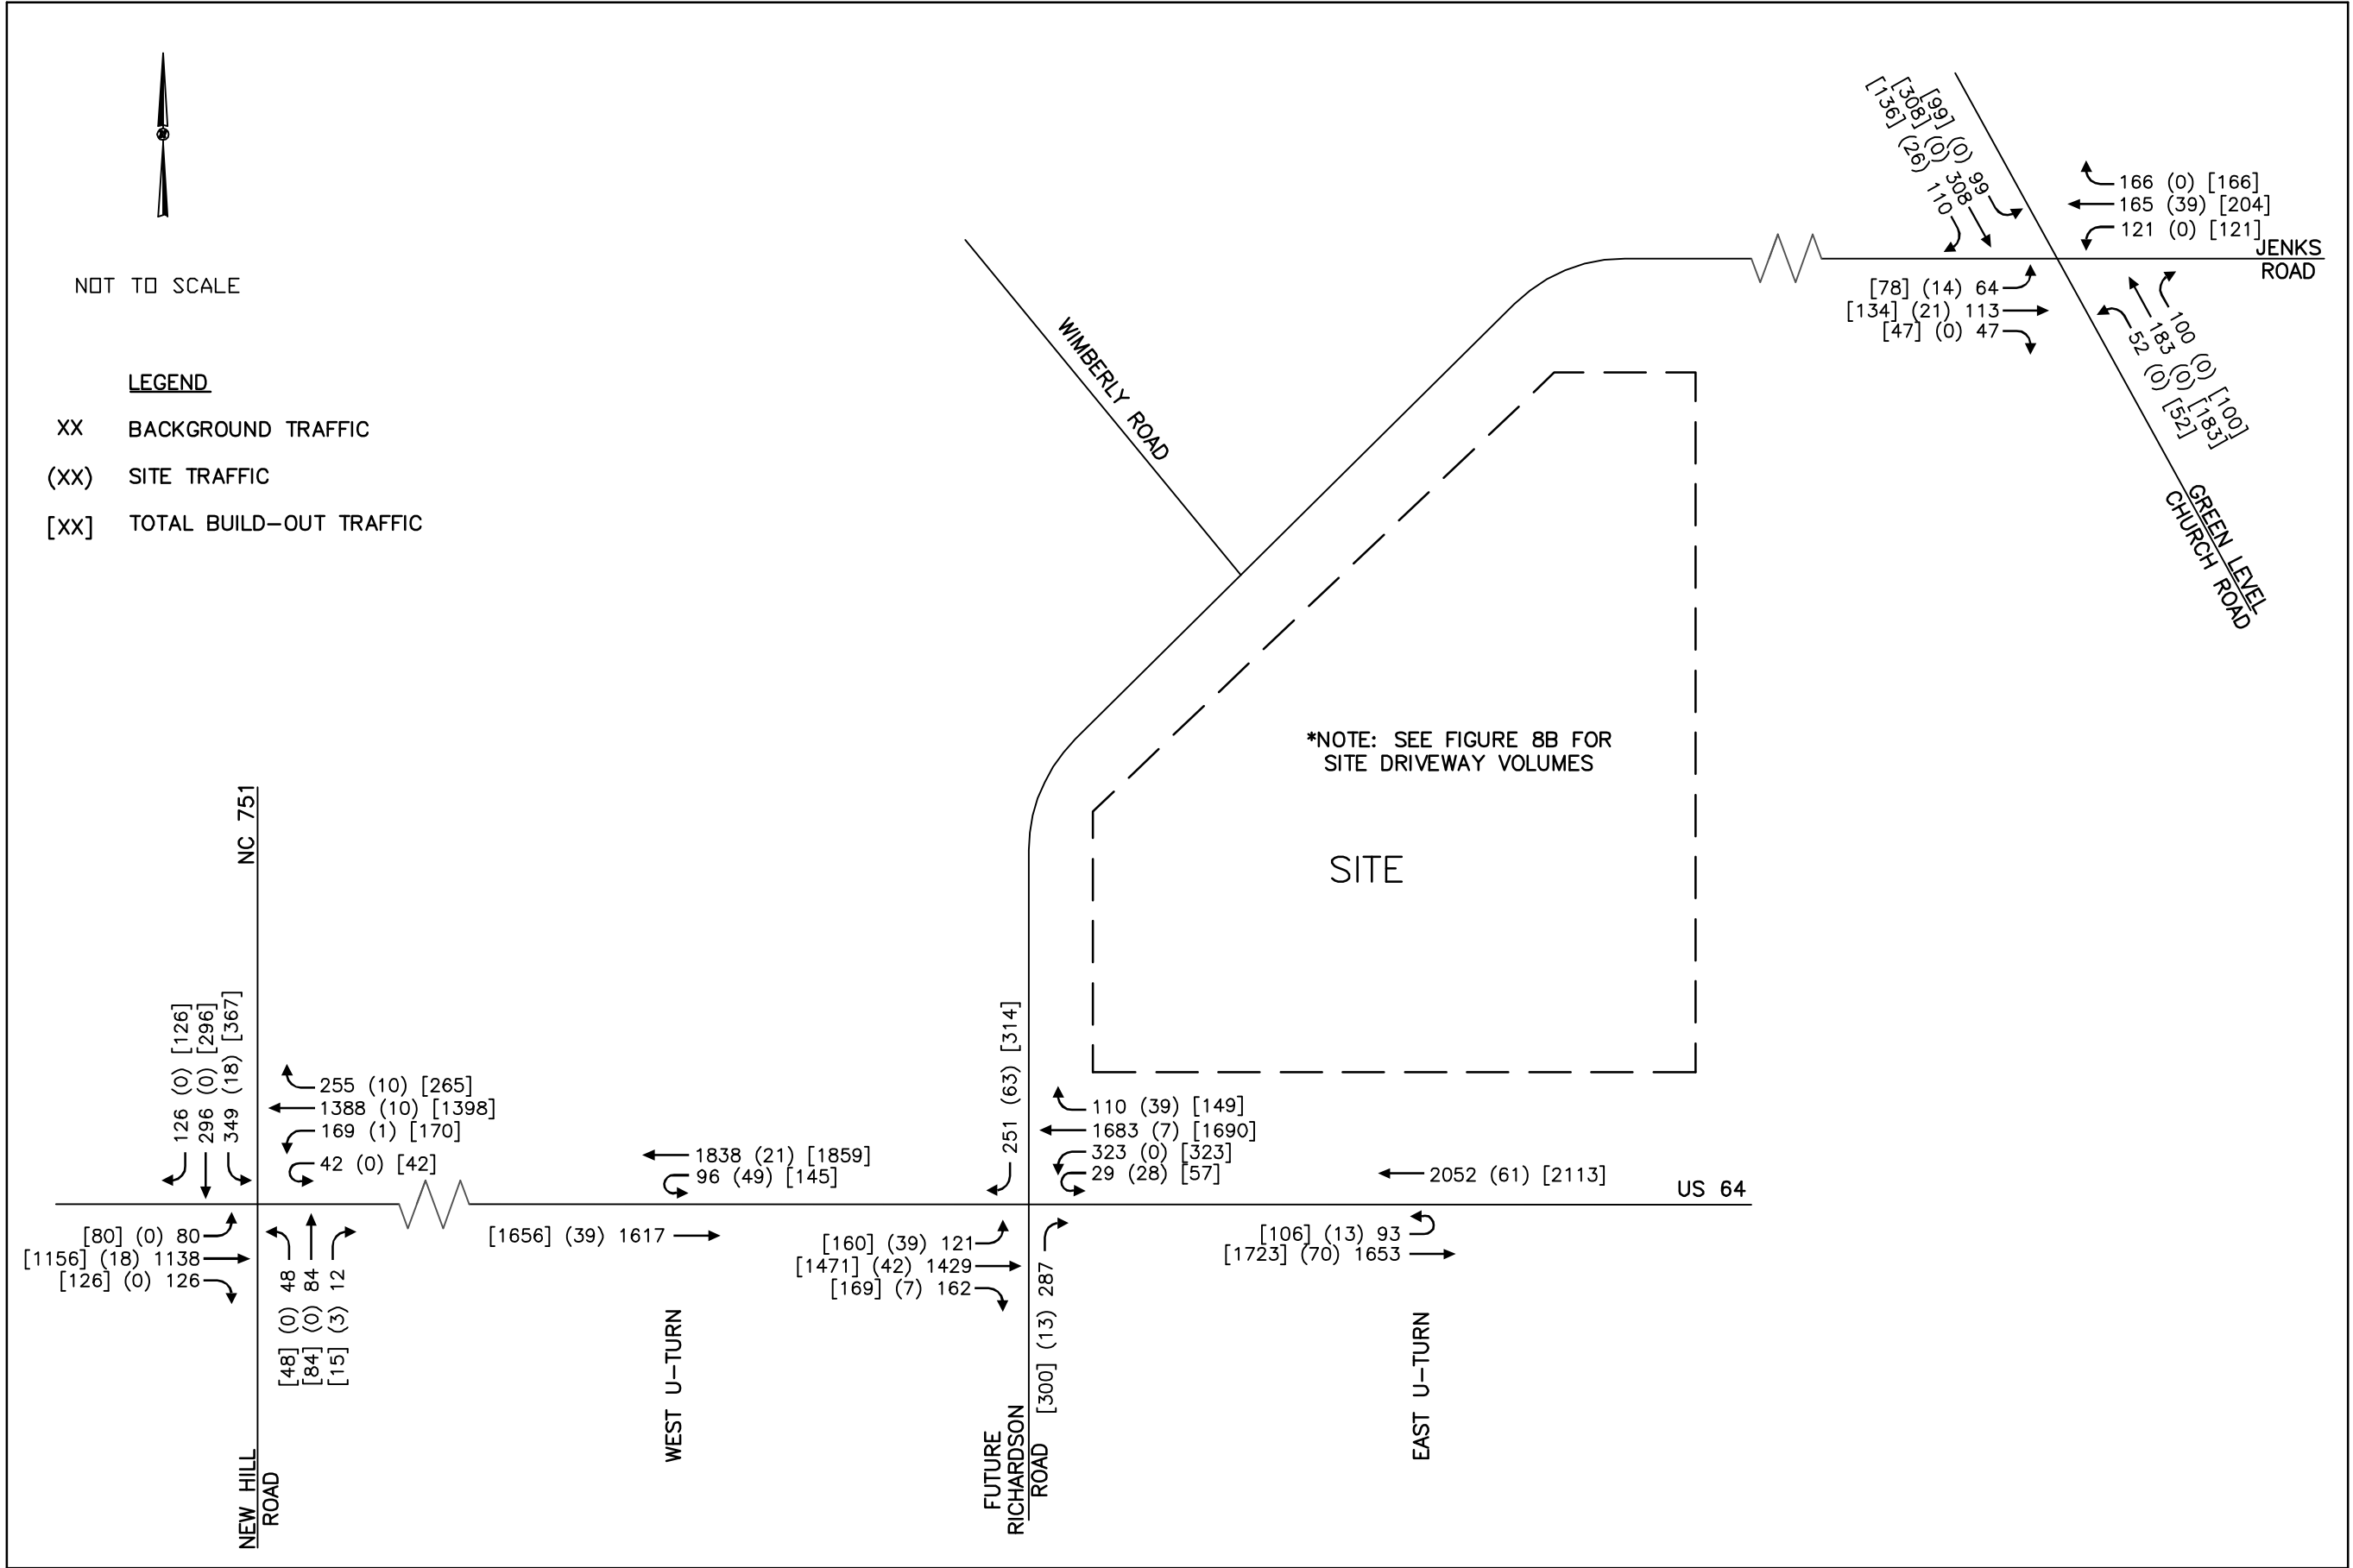 NOT TO SCALE
LEGEND
XX BACKGROUND TRAFFIC
(XX) SITE TRAFFIC
[XX] TOTAL BUILD-OUT TRAFFIC
WIMBERLY ROAD
[99] (0) 99
[308] (0) 308
[136] (26) 110
166 (0) [166]
165 (39) [204]
121 (0) [121]
JENKS
ROAD
[78] (14) 64
[134] (21) 113
[47] (0) 47
100 (0) [100]
183 (0) [183]
52 (0) [52]
GREEN LEVEL
CHURCH ROAD
*NOTE: SEE FIGURE 8B FOR
SITE DRIVEWAY VOLUMES
SITE
NC 751
126 (0) [126]
296 (0) [296]
349 (18) [367]
255 (10) [265]
1388 (10) [1398]
169 (1) [170]
42 (0) [42]
[80] (0) 80
[1156] (18) 1138
[126] (0) 126
[48] (0) 48
[84] (0) 84
[15] (3) 12
NEW HILL
ROAD
1838 (21) [1859]
96 (49) [145]
[1656] (39) 1617
WEST U-TURN
251 (63) [314]
110 (39) [149]
1683 (7) [1690]
323 (0) [323]
29 (28) [57]
[160] (39) 121
[1471] (42) 1429
[169] (7) 162
[300] (13) 287
FUTURE
RICHARDSON
ROAD
2052 (61) [2113]
US 64
[106] (13) 93
[1723] (70) 1653
EAST U-TURN